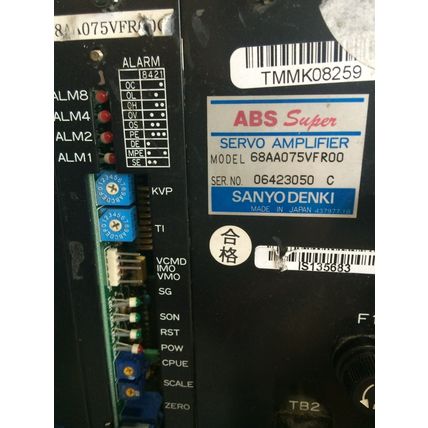 68AA075VFR00
TMMK08259
ALARM
8421
OC
OL
OH
OV
OS
PE
DE
MPE
SE
ALM8
ALM4
ALM2
ALM1
ABS Super
SERVO AMPLIFIER
MODEL 68AA075VFR00
SER.NO. 06423050 C
SANYO DENKI
MADE IN JAPAN
KVP
TI
合格
VCMD
IMO
VMO
SG
IS135683
SON
RST
POW
CPUE
SCALE
ZERO
F1
TB2